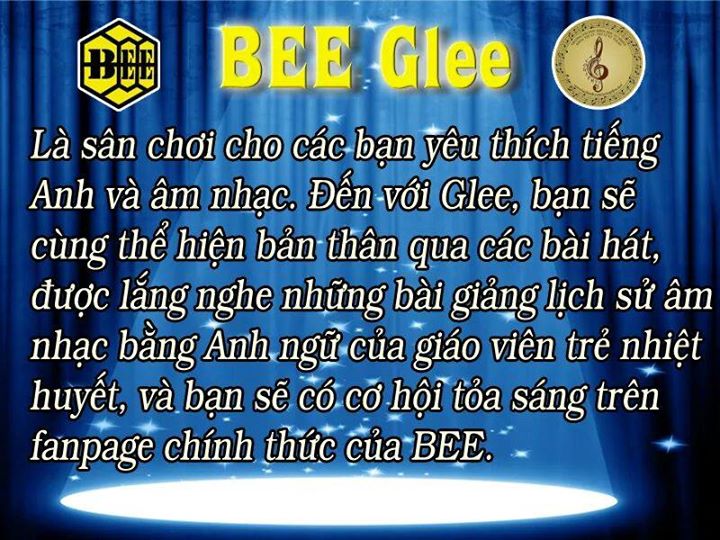 BEE
BEE Glee
Là sân chơi cho các bạn yêu thích tiếng
Anh và âm nhạc. Đến với Glee, bạn sẽ
cùng thể hiện bản thân qua các bài hát,
được lắng nghe những bài giảng lịch sử âm
nhạc bằng Anh ngữ của giáo viên trẻ nhiệt
huyết, và bạn sẽ có cơ hội tỏa sáng trên
fanpage chính thức của BEE.